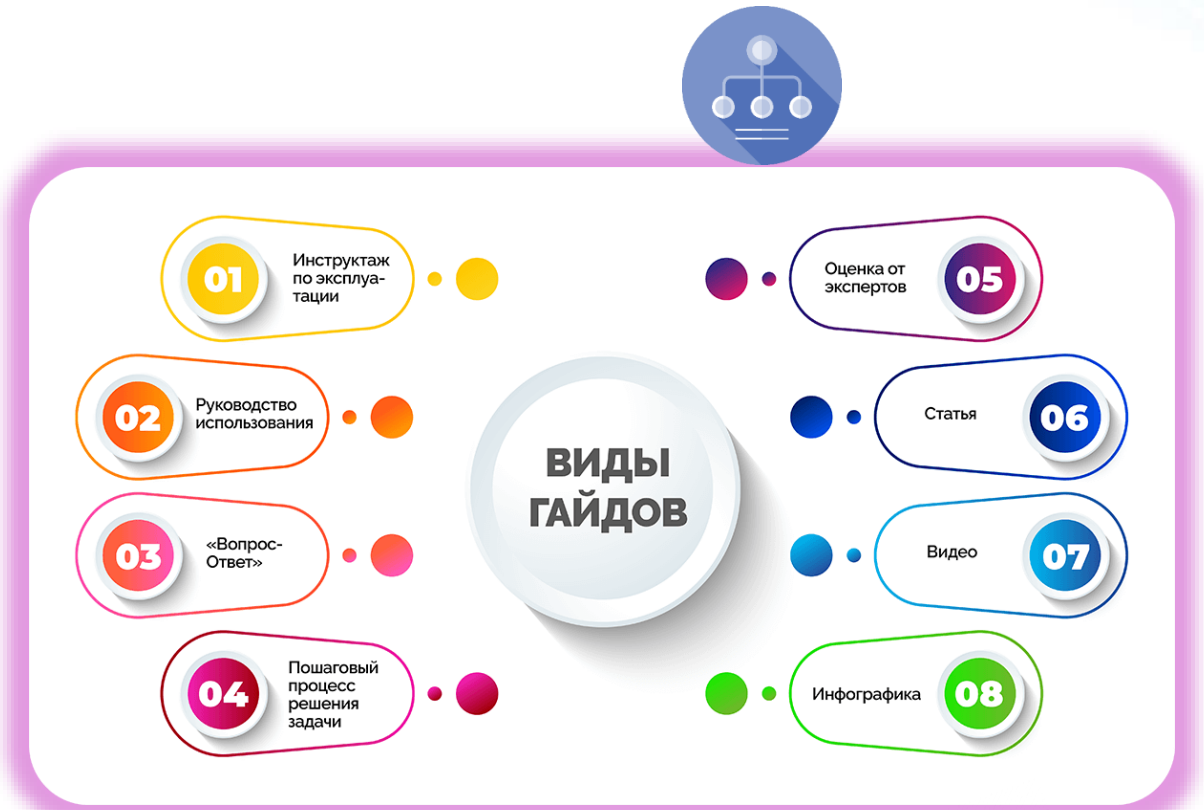 01
Инструктаж
по эксплуа-
тации
02
Руководство
использования
03
«Вопрос-
Ответ»
04
Пошаговый
процесс
решения
задачи
ВИДЫ
ГАЙДОВ
Оценка от
экспертов
05
Статья
06
Видео
07
Инфографика
08